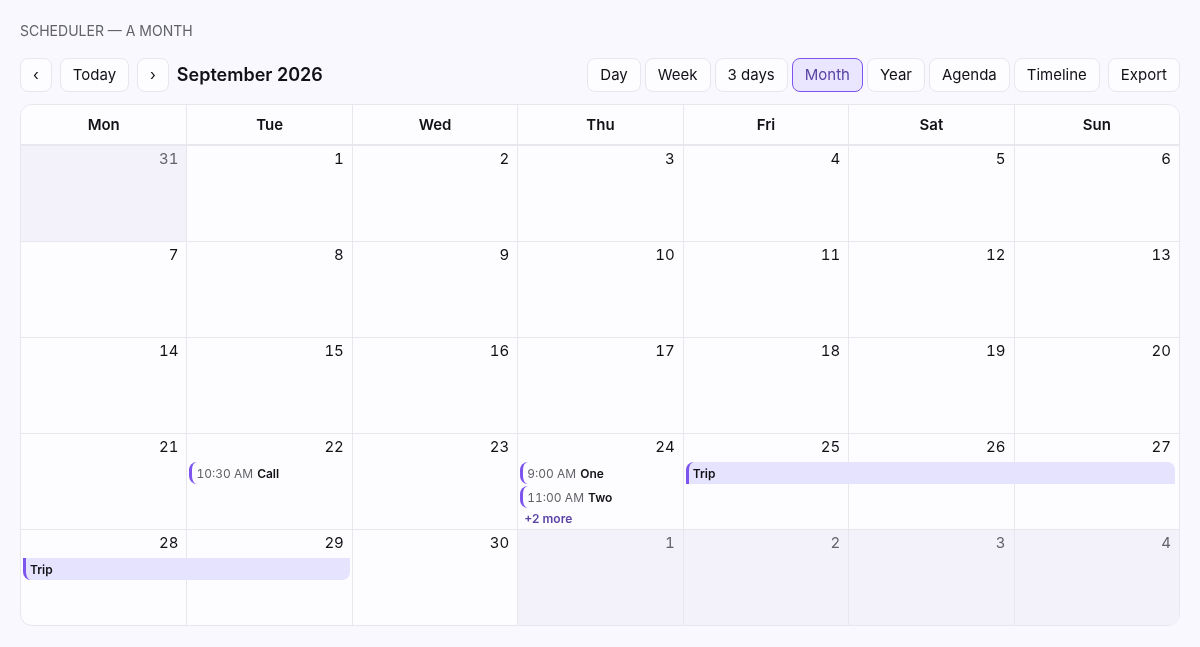 SCHEDULER — A MONTH
‹ Today › September 2026 Day Week 3 days Month Year Agenda Timeline Export
Mon Tue Wed Thu Fri Sat Sun
31 1 2 3 4 5 6
7 8 9 10 11 12 13
14 15 16 17 18 19 20
21 22 23 24 25 26 27
10:30 AM Call 9:00 AM One Trip
11:00 AM Two
+2 more
28 29 30 1 2 3 4
Trip